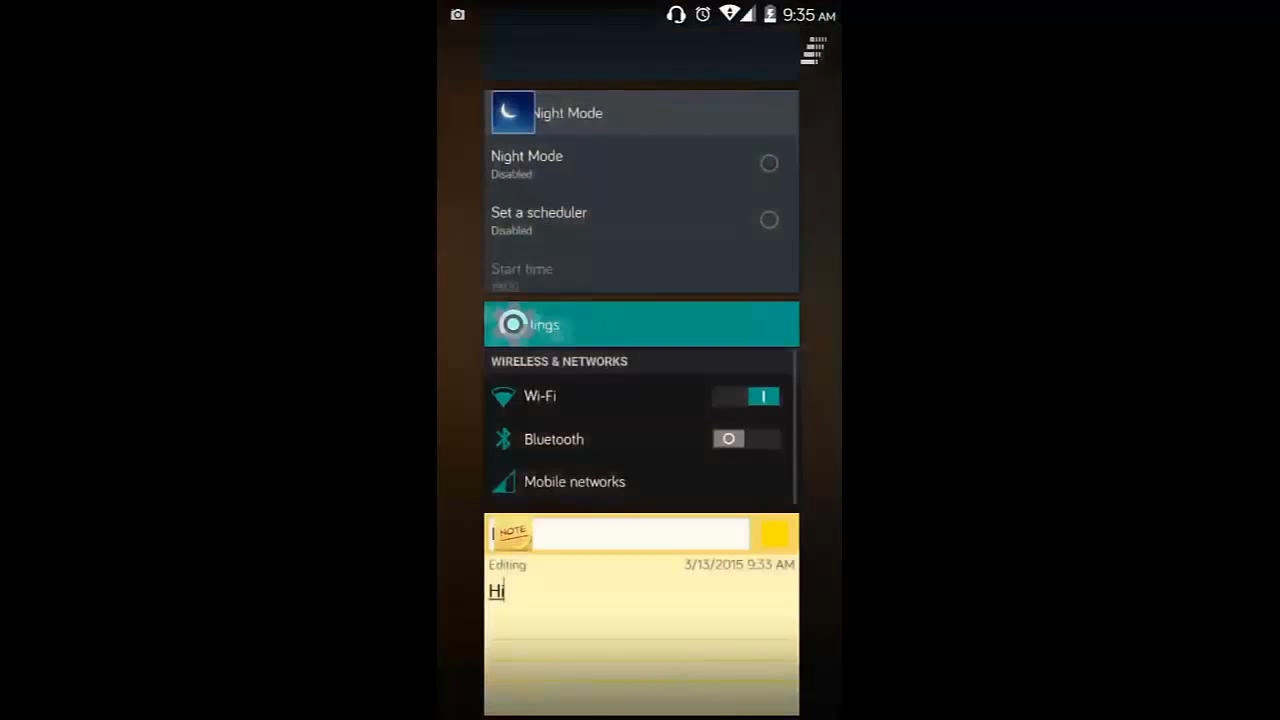 9:35 AM
Night Mode
Night Mode
Disabled
Set a scheduler
Disabled
Start time
tings
WIRELESS & NETWORKS
Wi-Fi
Bluetooth
Mobile networks
NOTE
Editing 3/13/2015 9:33 AM
Hi